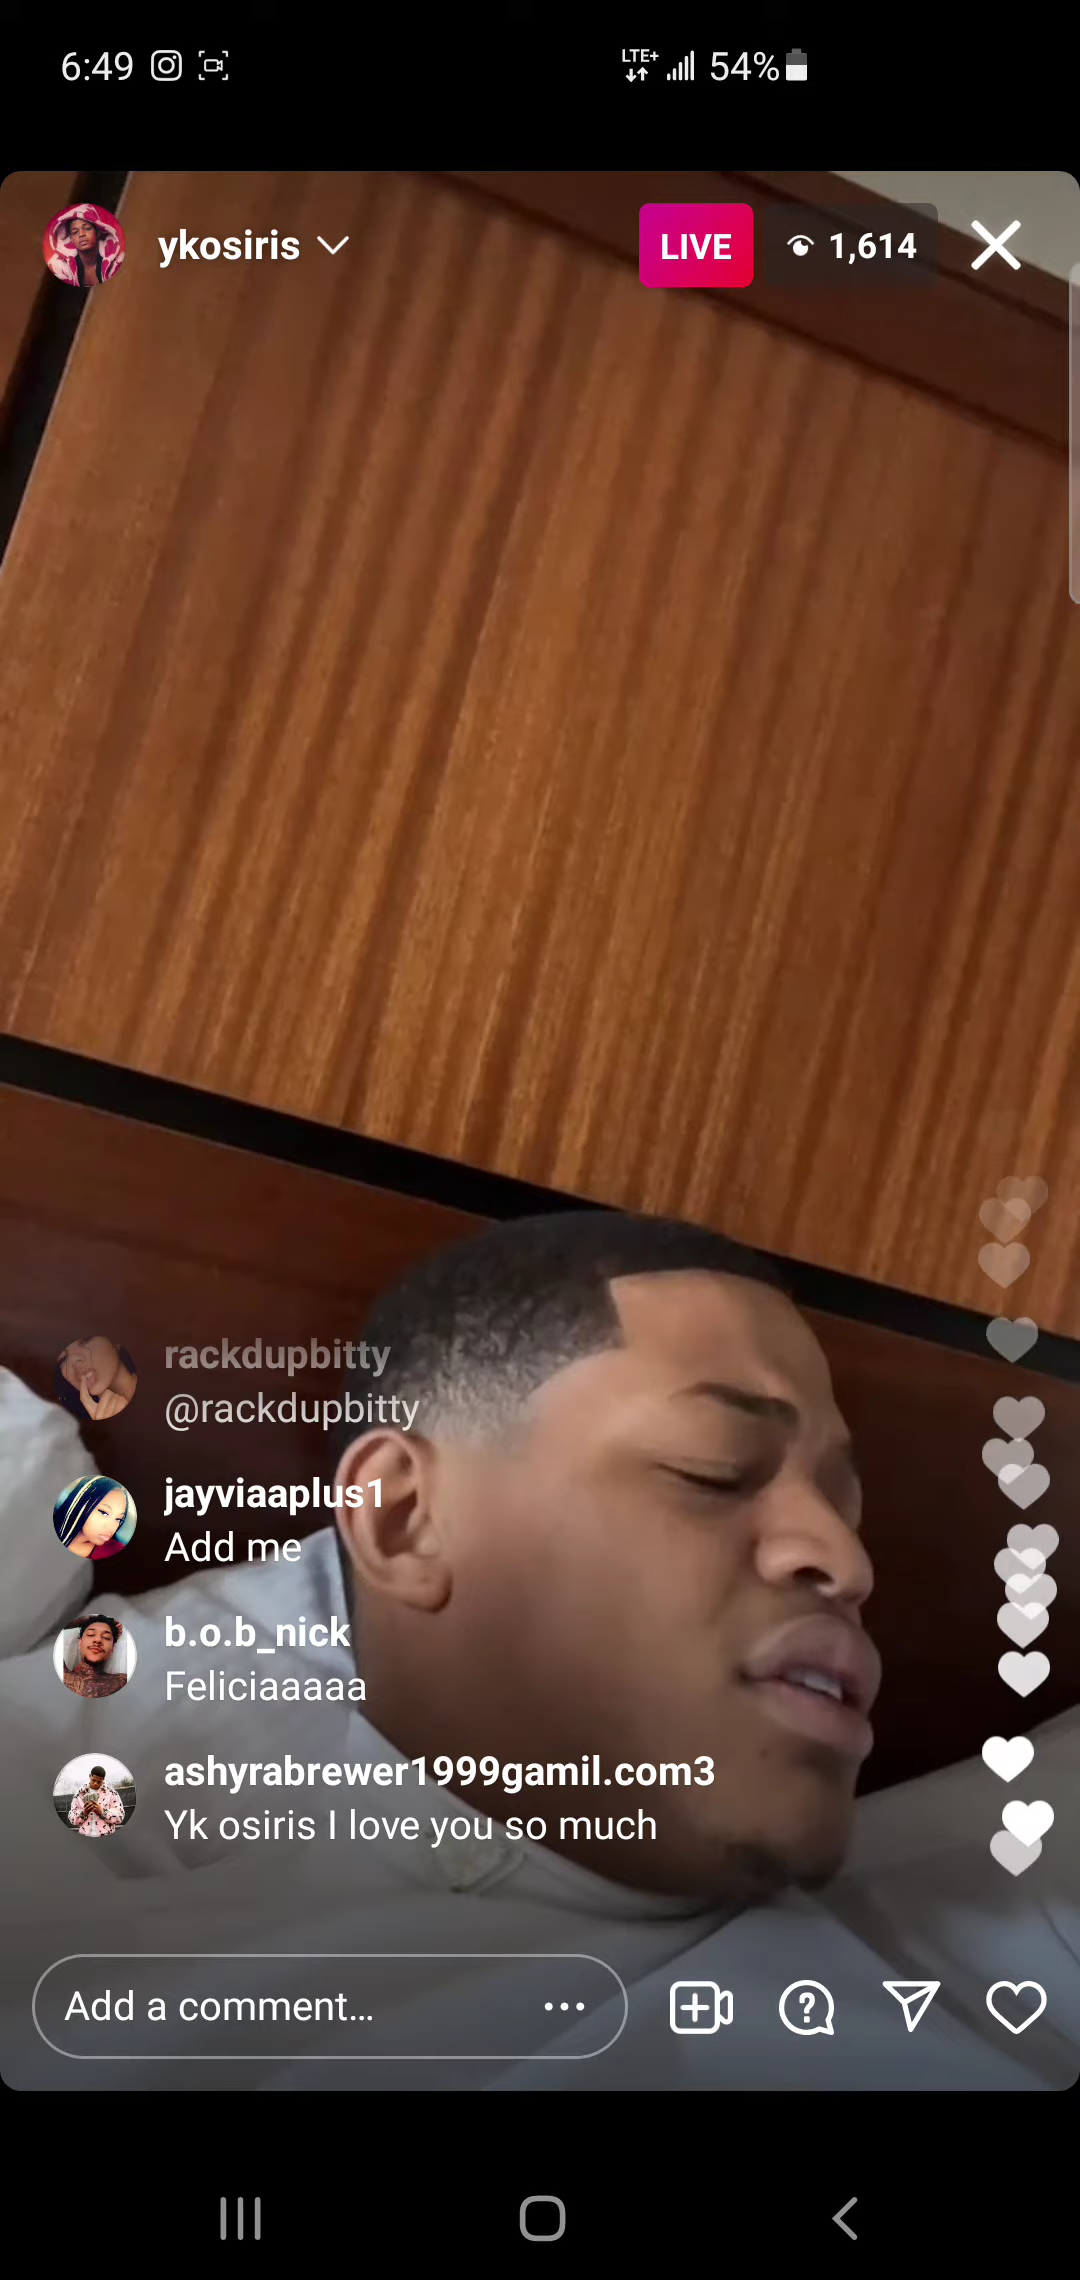 6:49
LTE+
54%
ykosiris
LIVE
1,614
rackdupbitty
@rackdupbitty
jayviaaplus1
Add me
b.o.b_nick
Feliciaaaaa
ashyrabrewer1999gamil.com3
Yk osiris I love you so much
Add a comment...